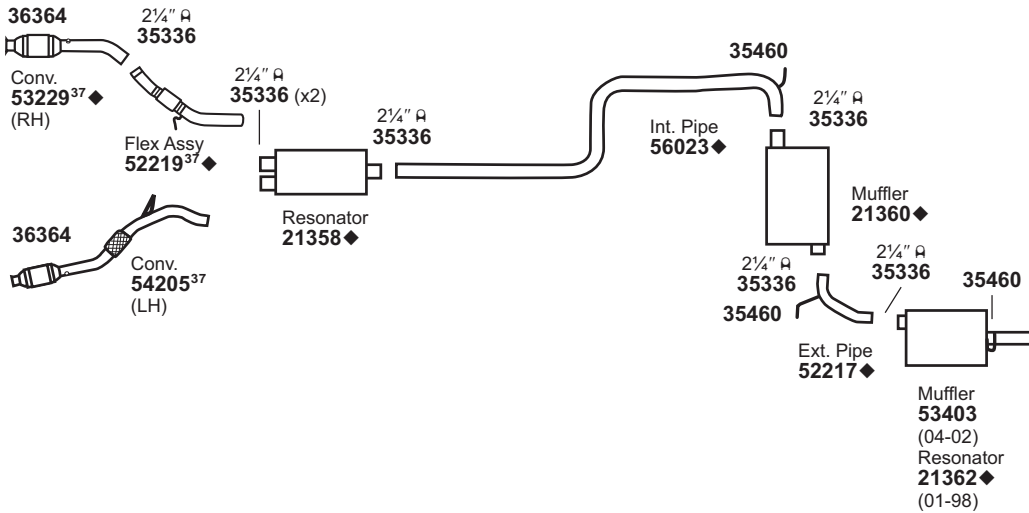 36364
2¼″
35336
Conv.
53229³⁷◆
(RH)
Flex Assy
52219³⁷◆
2¼″
35336 (x2)
2¼″
35336
Resonator
21358◆
36364
Conv.
54205³⁷
(LH)
35460
Int. Pipe
56023◆
2¼″
35336
Muffler
21360◆
2¼″
35336
35460
2¼″
35336
35460
Ext. Pipe
52217◆
Muffler
53403
(04-02)
Resonator
21362◆
(01-98)